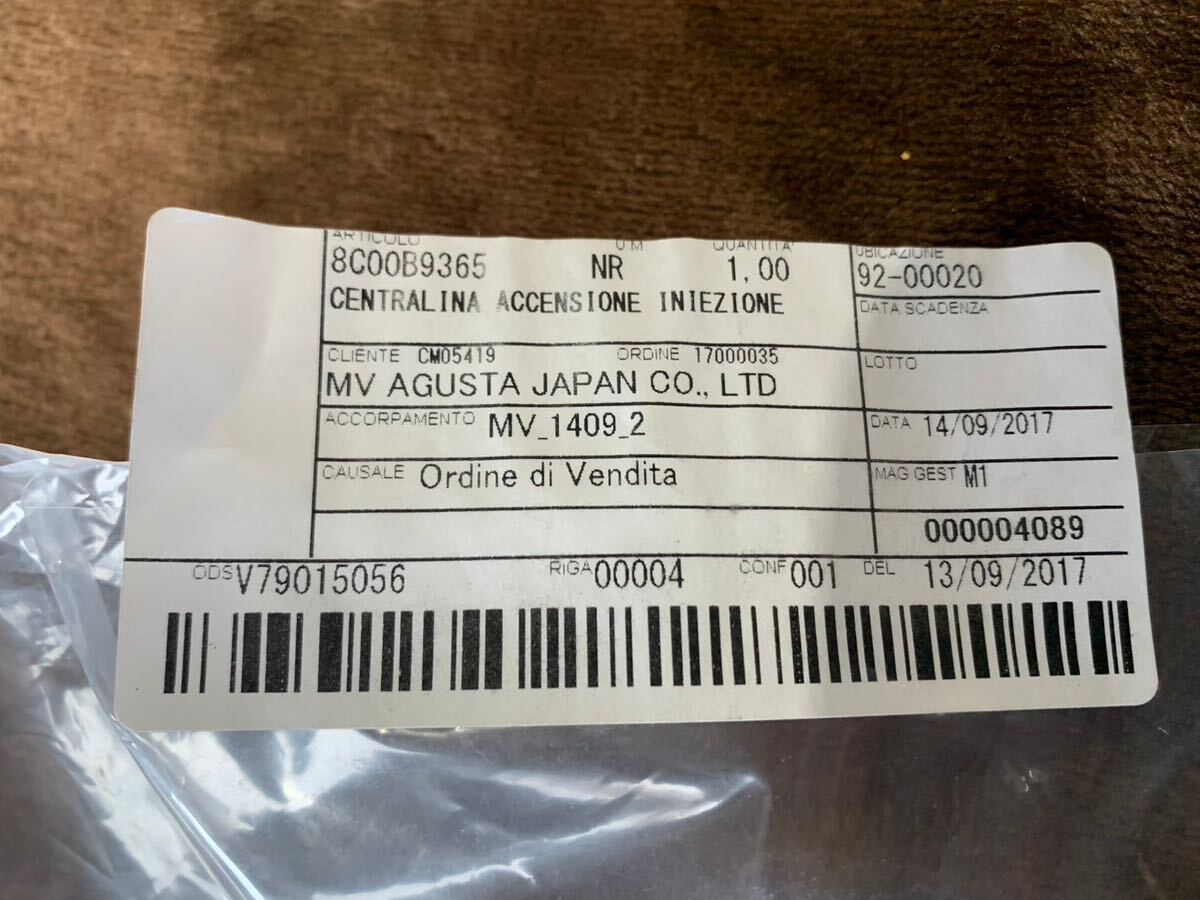 ARTICOLO U M QUANTITA' UBICAZIONE
8C00B9365 NR 1,00 92-00020
CENTRALINA ACCENSIONE INIEZIONE DATA SCADENZA
CLIENTE CM05419 ORDINE 17000035 LOTTO
MV AGUSTA JAPAN CO., LTD
ACCORPAMENTO MV_1409_2 DATA 14/09/2017
CAUSALE Ordine di Vendita MAG GEST M1
000004089
ODS V79015056 RIGA 00004 CONF 001 DEL 13/09/2017